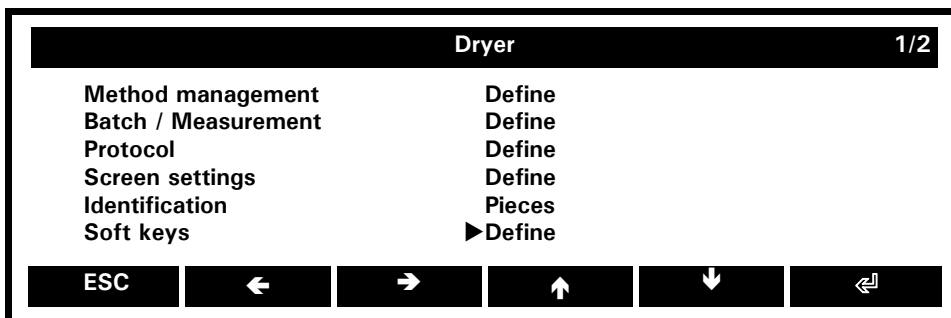 Dryer 1/2
Method management Define
Batch / Measurement Define
Protocol Define
Screen settings Define
Identification Pieces
Soft keys ▶Define
ESC ← → ↑ ↓ ↵